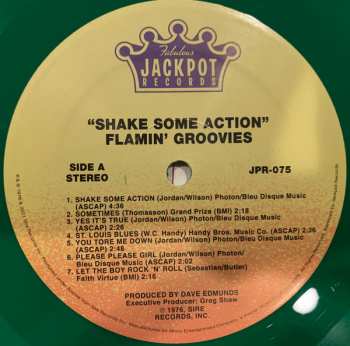 Fabulous
JACKPOT
RECORDS
"SHAKE SOME ACTION"
FLAMIN' GROOVIES
SIDE A
STEREO
JPR-075
1. SHAKE SOME ACTION (Jordan/Wilson) Photon/Bleu Disque Music
(ASCAP) 4:36
2. SOMETIMES (Thomasson) Grand Prize (BMI) 2:18
3. YES IT'S TRUE (Jordan/Wilson) Photon/Bleu Disque Music
(ASCAP) 2:26
4. ST. LOUIS BLUES (W.C. Handy) Handy Bros. Music Co. (ASCAP) 2:36
5. YOU TORE ME DOWN (Jordan/Wilson) Photon/Bleu Disque Music
(ASCAP) 2:48
6. PLEASE PLEASE GIRL (Jordan/Wilson) Photon/
Bleu Disque Music (ASCAP) 2:02
7. LET THE BOY ROCK 'N' ROLL (Sebastian/Butler)
Faith Virtue (BMI) 2:18
PRODUCED BY DAVE EDMUNDS
Executive Producer: Greg Shaw
℗ 1976, SIRE
RECORDS, INC.